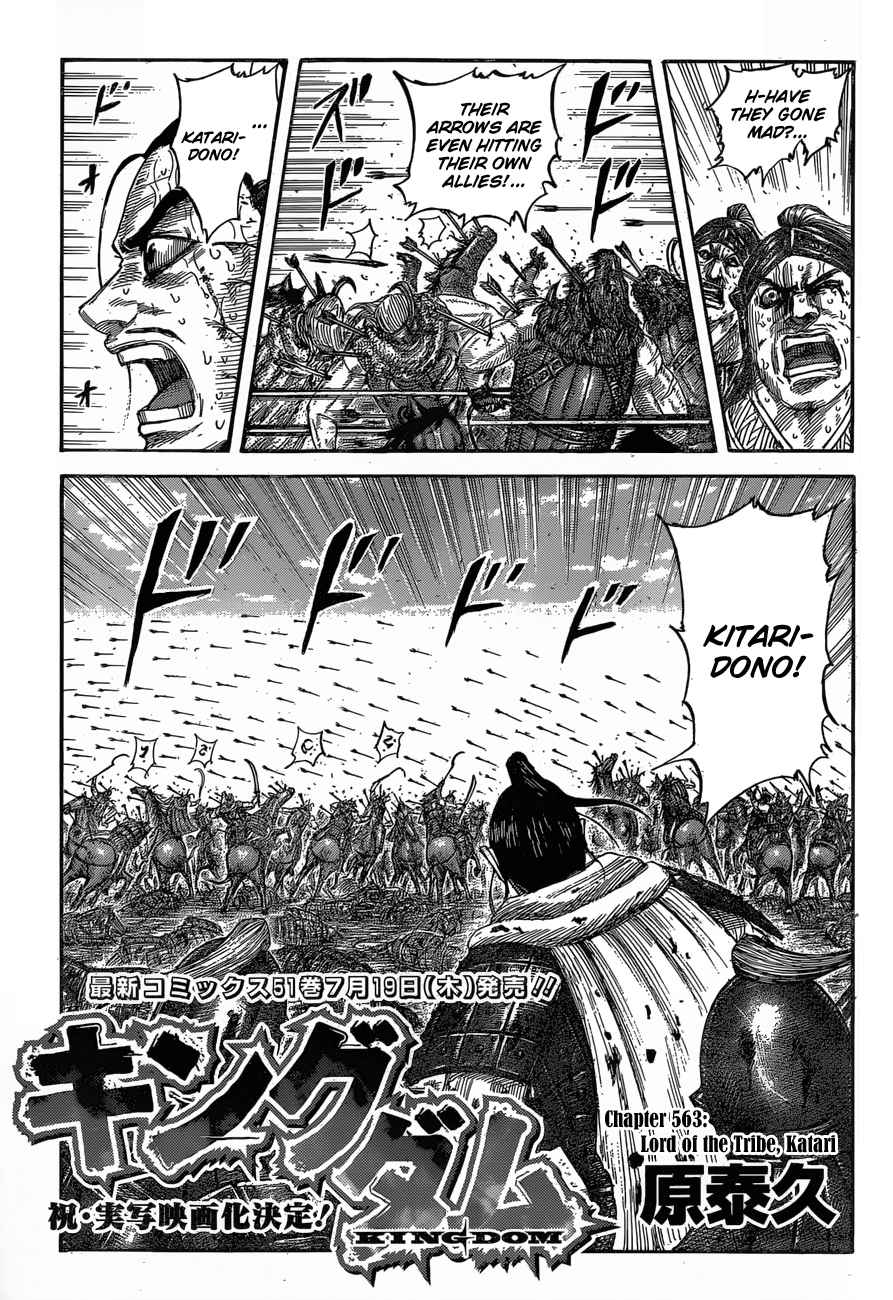 H-HAVE
THEY GONE
MAD?...
THEIR
ARROWS ARE
EVEN HITTING
THEIR OWN
ALLIES!...
ドドド
...
KATARI-
DONO!
ド
オ
オ
KITARI-
DONO!
ドドドド
最新コミックス51巻7月19日(木)発売!!
キングダム
KINGDOM
祝・実写映画化決定!
Chapter 563:
Lord of the Tribe, Katari
原泰久